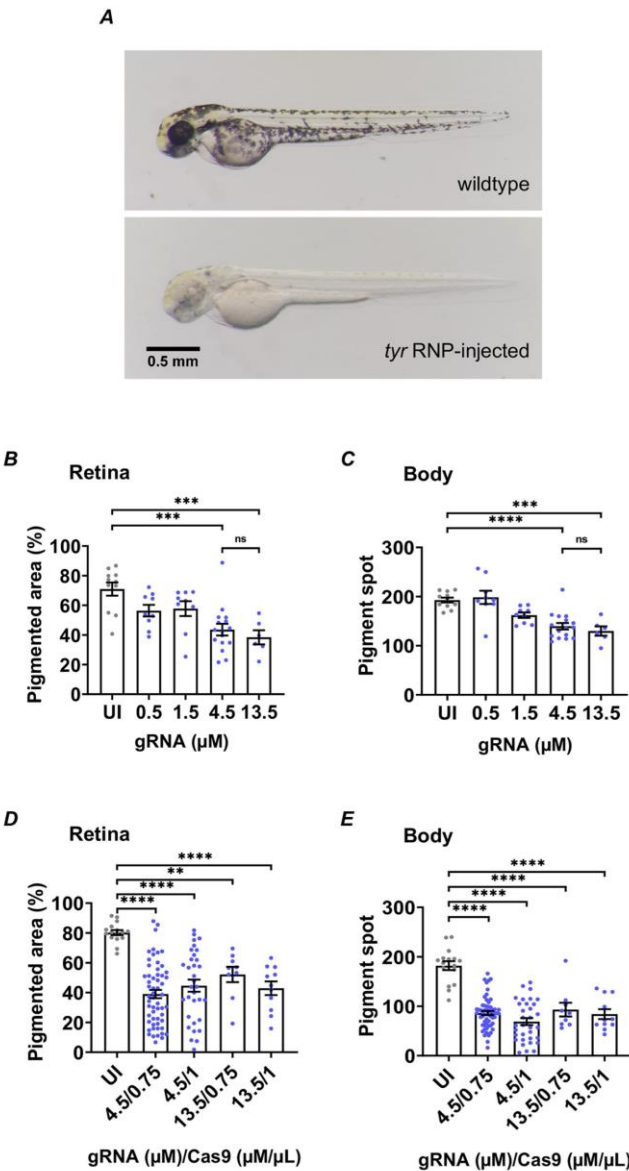 A
wildtype
0.5 mm
tyr RNP-injected
B Retina
*** 
***
ns
Pigmented area (%)
100
80
60
40
20
0
UI 0.5 1.5 4.5 13.5
gRNA (µM)
C Body
***
****
ns
Pigment spot
300
200
100
0
UI 0.5 1.5 4.5 13.5
gRNA (µM)
D Retina
****
**
****
****
Pigmented area (%)
100
80
60
40
20
0
UI 4.5/0.75 4.5/1 13.5/0.75 13.5/1
gRNA (µM)/Cas9 (µM/µL)
E Body
****
****
****
****
Pigment spot
300
200
100
0
UI 4.5/0.75 4.5/1 13.5/0.75 13.5/1
gRNA (µM)/Cas9 (µM/µL)